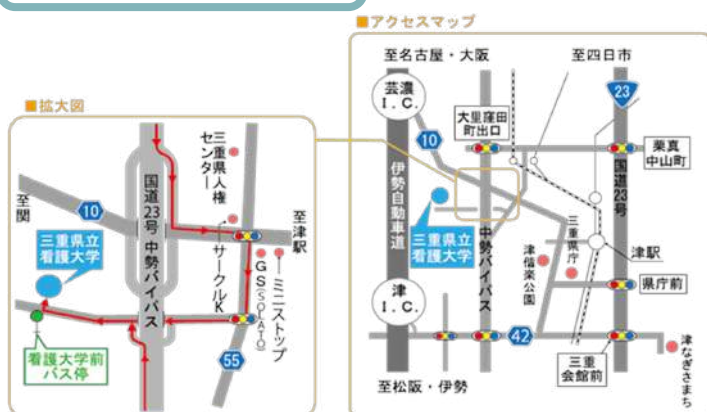 ■アクセスマップ
至名古屋・大阪
至四日市
芸濃
I.C.
10
大里窪田
町出口
23
栗真
中山町
伊勢自動車道
国道23号
三重県立
看護大学
中勢バイパス
三重県庁
津偕楽公園
津駅
県庁前
津
I.C.
42
三重
会館前
津なぎさまち
至松阪・伊勢
■拡大図
三重県人権
センター
国道23号 中勢バイパス
至関
10
至津駅
サークルK
三重県立
看護大学
GS(SOLATO)
ミニストップ
55
看護大学前
バス停